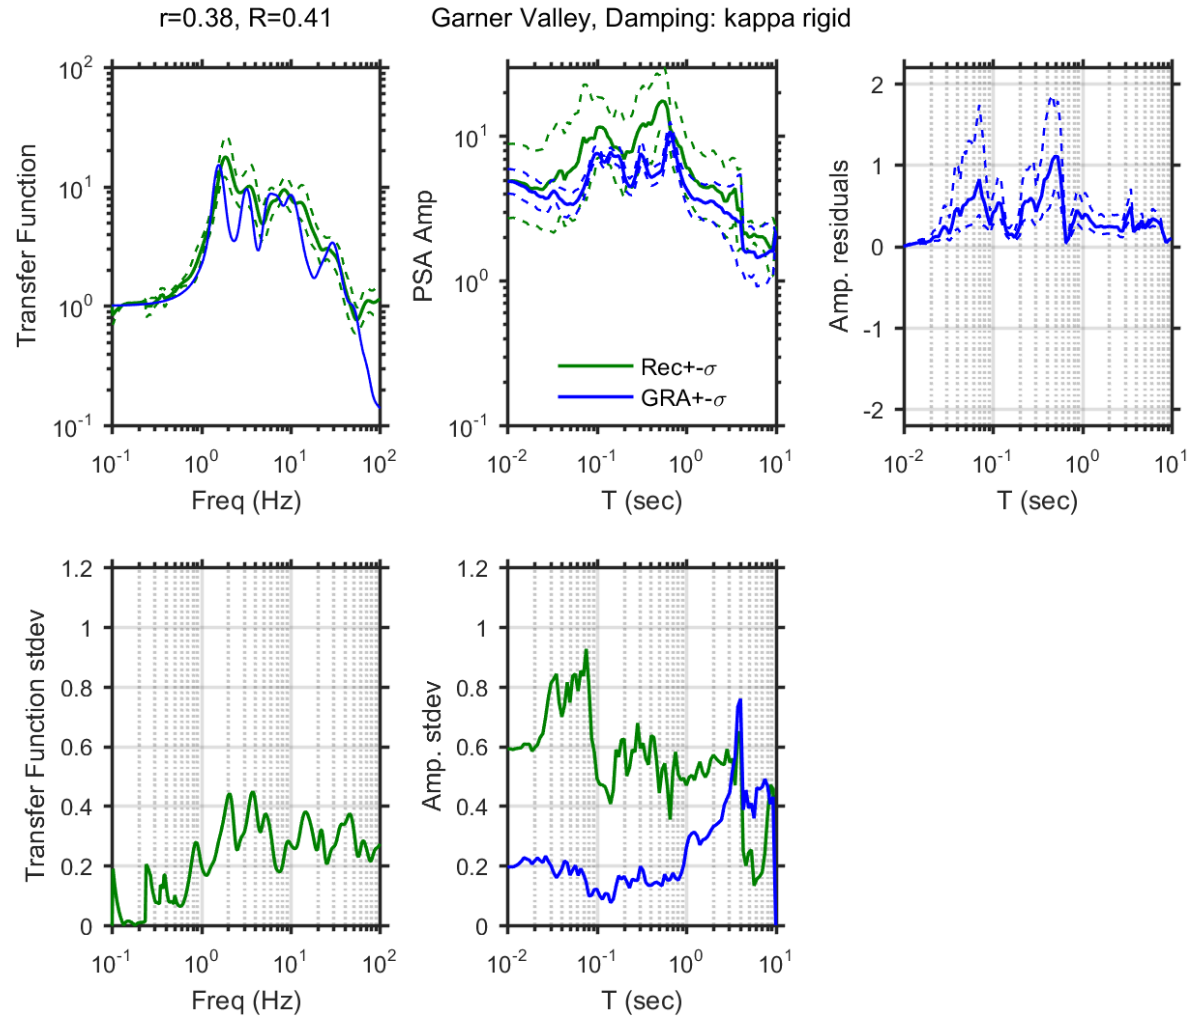 r=0.38, R=0.41
Garner Valley, Damping: kappa rigid
Transfer Function
10^2
10^1
10^0
10^-1
10^-1 10^0 10^1 10^2
Freq (Hz)
PSA Amp
10^1
10^0
10^-1
Rec+-σ
GRA+-σ
10^-2 10^-1 10^0 10^1
T (sec)
Amp. residuals
2
1
0
-1
-2
10^-2 10^-1 10^0 10^1
T (sec)
Transfer Function stdev
1.2
1
0.8
0.6
0.4
0.2
0
10^-1 10^0 10^1 10^2
Freq (Hz)
Amp. stdev
1.2
1
0.8
0.6
0.4
0.2
0
10^-2 10^-1 10^0 10^1
T (sec)